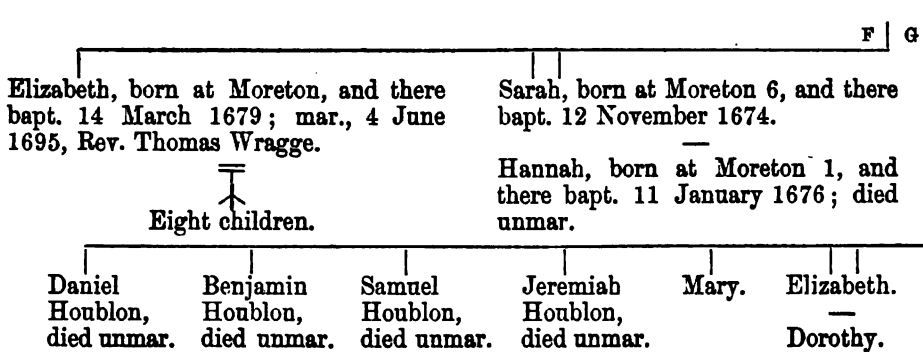 F G
Elizabeth, born at Moreton, and there
bapt. 14 March 1679; mar., 4 June
1695, Rev. Thomas Wragge.
Eight children.
Sarah, born at Moreton 6, and there
bapt. 12 November 1674.
Hannah, born at Moreton 1, and
there bapt. 11 January 1676; died
unmar.
Daniel
Houblon,
died unmar.
Benjamin
Houblon,
died unmar.
Samuel
Houblon,
died unmar.
Jeremiah
Houblon,
died unmar.
Mary.
Elizabeth.
Dorothy.